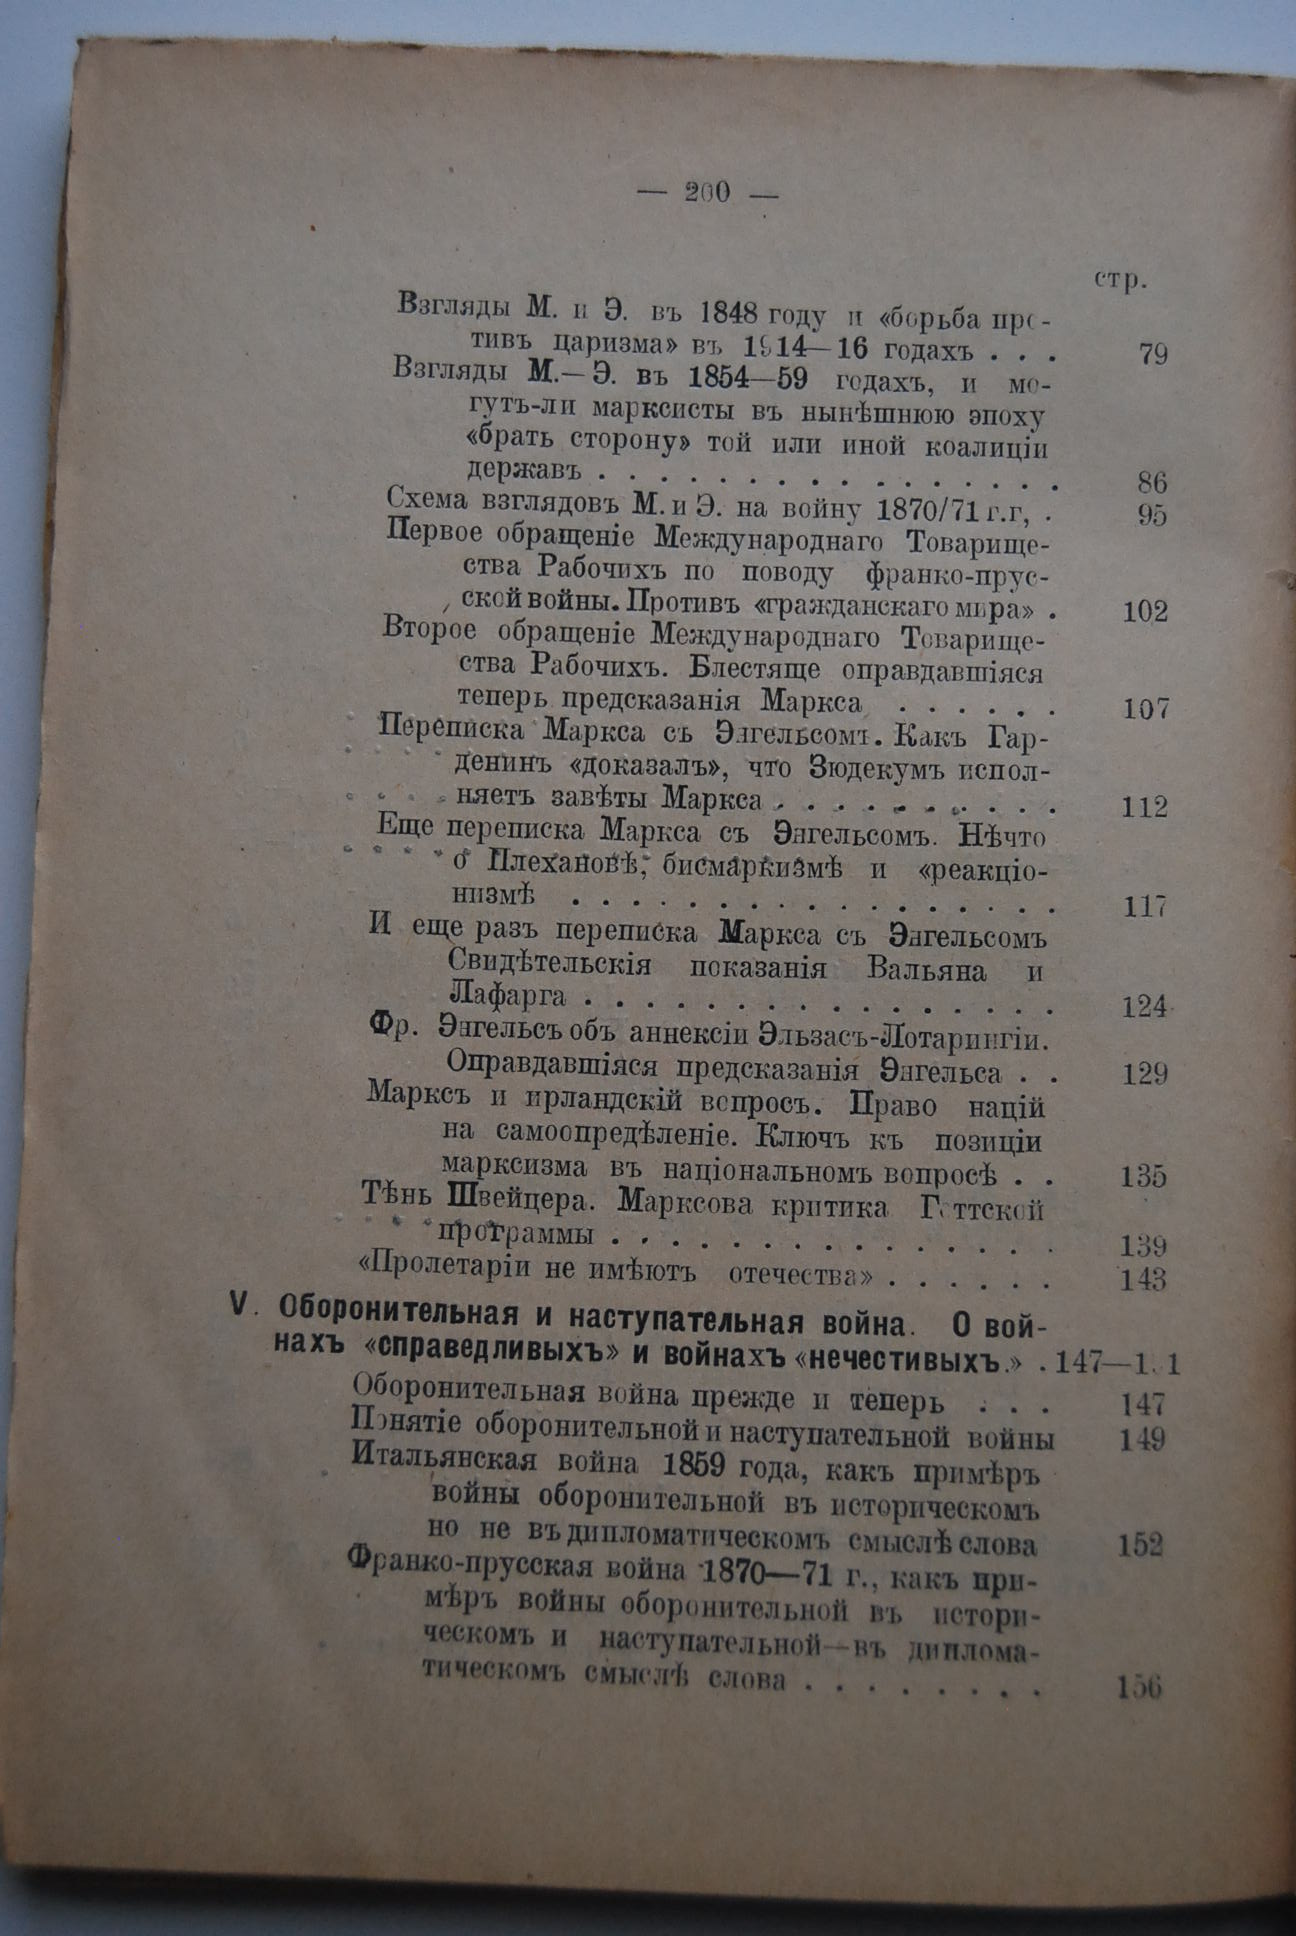 — 200 —
стр.
Взгляды М. и Э. въ 1848 году и «борьба про-
тивъ царизма» въ 1914—16 годахъ . . . 79
Взгляды М.—Э. въ 1854—59 годахъ, и мо-
гутъ-ли марксисты въ нынѣшнюю эпоху
«брать сторону» той или иной коалиціи
державъ . . . . . . . . . . . . . . . . 86
Схема взглядовъ М. и Э. на войну 1870/71 г.г, . 95
Первое обращеніе Международнаго Товарище-
ства Рабочихъ по поводу франко-прус-
ской войны. Противъ «гражданскаго мира» . 102
Второе обращеніе Международнаго Товарище-
ства Рабочихъ. Блестяще оправдавшіяся
теперь предсказанія Маркса . . . . . . 107
Переписка Маркса съ Энгельсомъ. Какъ Гар-
денинъ «доказалъ», что Зюдекумъ испол-
няетъ завѣты Маркса . . . . . . . . . . 112
Еще переписка Маркса съ Энгельсомъ. Нѣчто
о Плехановѣ, бисмаркизмѣ и «реакціо-
низмѣ . . . . . . . . . . . . . . . . . 117
И еще разъ переписка Маркса съ Энгельсомъ
Свидѣтельскія показанія Вальяна и
Лафарга . . . . . . . . . . . . . . . . 124
Фр. Энгельсъ объ аннексіи Эльзасъ-Лотарингіи.
Оправдавшіяся предсказанія Энгельса . . 129
Марксъ и ирландскій вопросъ. Право націй
на самоопредѣленіе. Ключъ къ позиціи
марксизма въ національномъ вопросѣ . . 135
Тѣнь Швейцера. Марксова критика Готтской
программы . . . . . . . . . . . . . . . 139
«Пролетаріи не имѣютъ отечества» . . . . . . 143
V. Оборонительная и наступательная война. О вой-
нахъ «справедливыхъ» и войнахъ «нечестивыхъ.» . 147—
Оборонительная война прежде и теперь . . . 147
Понятіе оборонительной и наступательной войны 149
Итальянская война 1859 года, какъ примѣръ
войны оборонительной въ историческомъ
но не въ дипломатическомъ смыслѣ слова 152
Франко-прусская война 1870—71 г., какъ при-
мѣръ войны оборонительной въ истори-
ческомъ и наступательной—въ диплома-
тическомъ смыслѣ слова . . . . . . . . 156